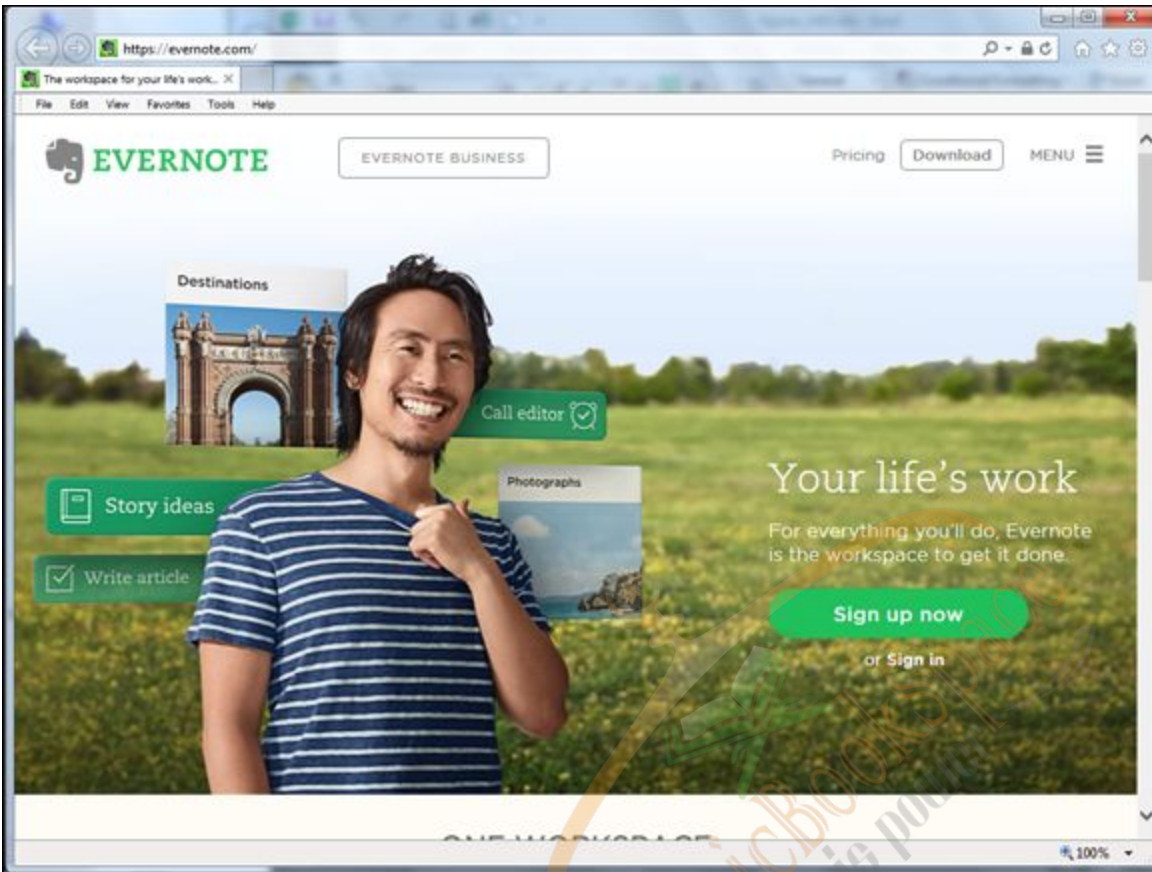 https://evernote.com/
The workspace for your life's work...
File Edit View Favorites Tools Help
EVERNOTE
EVERNOTE BUSINESS
Pricing Download MENU
Destinations
Call editor
Photographs
Story ideas
Write article
Your life's work
For everything you'll do, Evernote
is the workspace to get it done.
Sign up now
or Sign in
100%